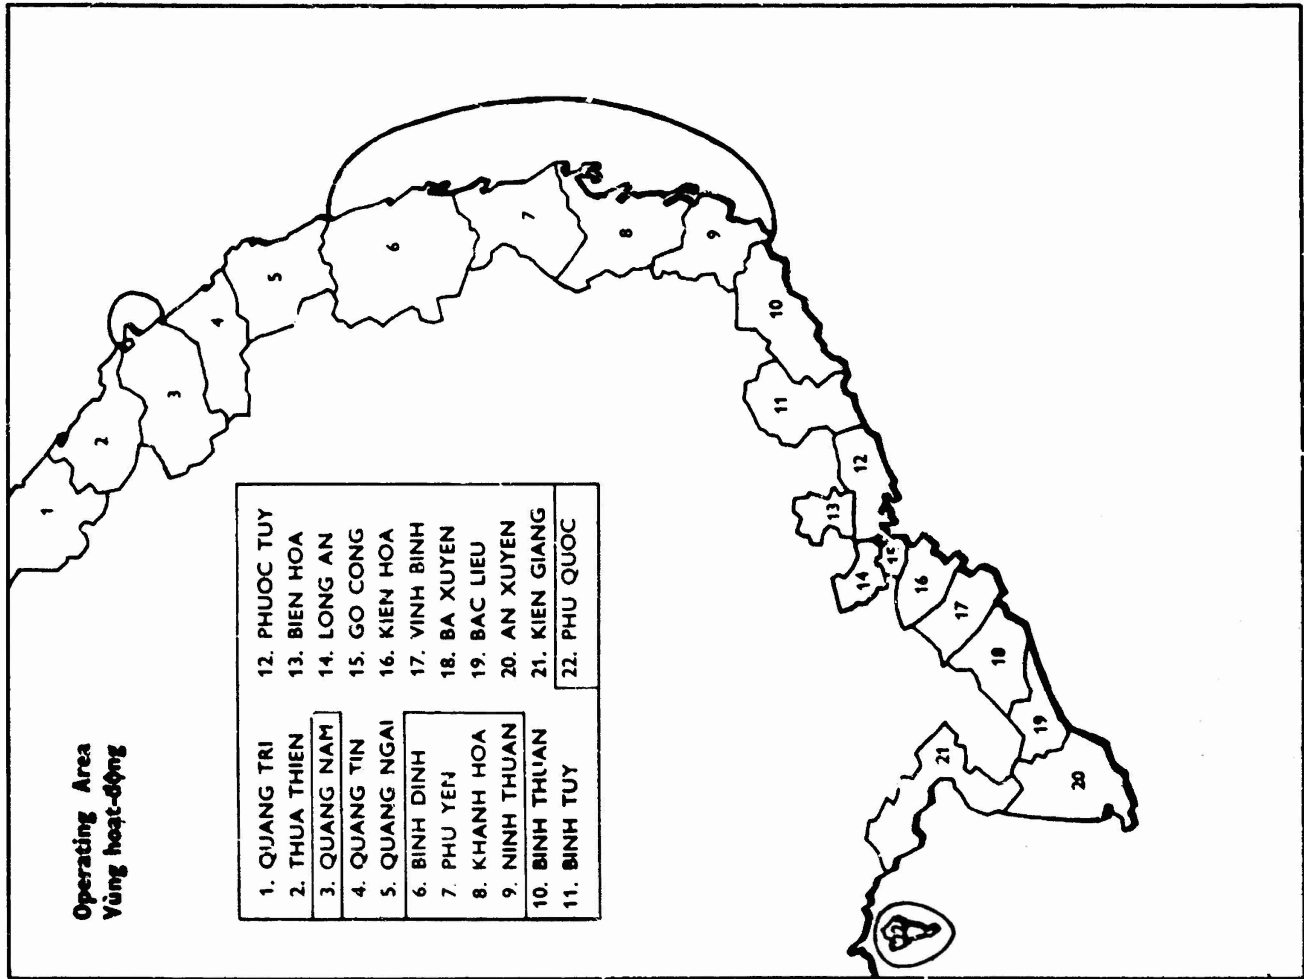 Operating Area
Vùng hoạt-động
1. QUANG TRI
2. THUA THIEN
3. QUANG NAM
4. QUANG TIN
5. QUANG NGAI
6. BINH DINH
7. PHU YEN
8. KHANH HOA
9. NINH THUAN
10. BINH THUAN
11. BINH TUY
12. PHUOC TUY
13. BIEN HOA
14. LONG AN
15. GO CONG
16. KIEN HOA
17. VINH BINH
18. BA XUYEN
19. BAC LIEU
20. AN XUYEN
21. KIEN GIANG
22. PHU QUOC
1
2
3
4
5
6
7
8
9
10
11
12
13
14
15
16
17
18
19
20
21
22